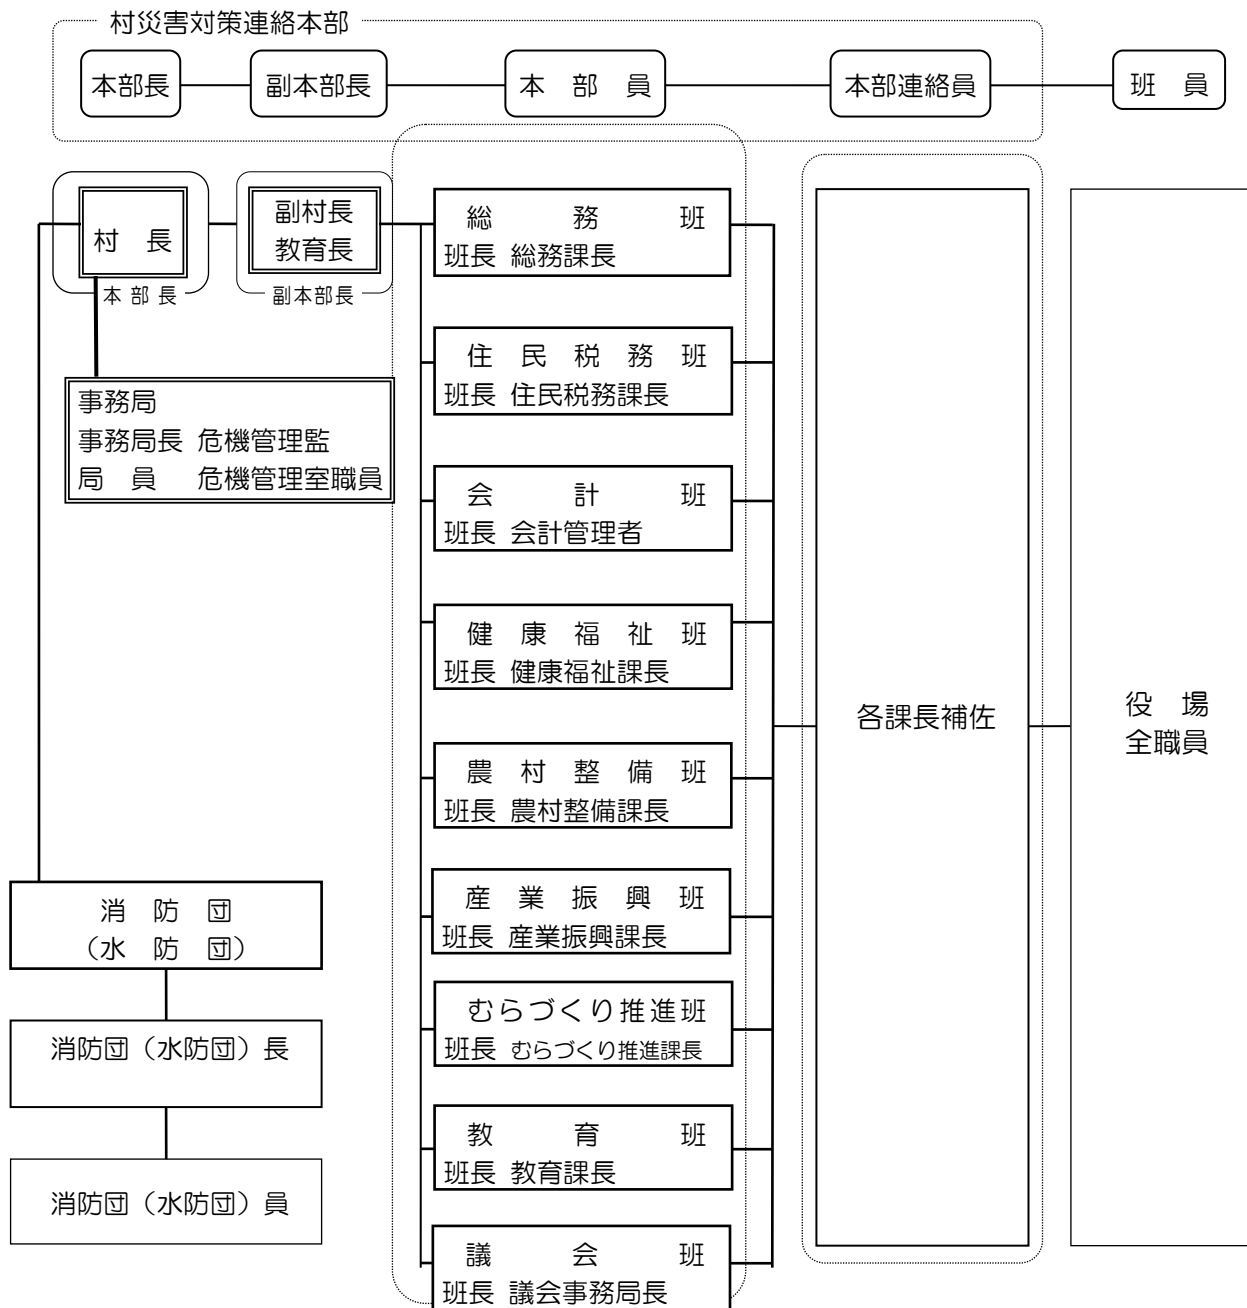 村災害対策連絡本部
本部長
副本部長
本　部　員
本部連絡員
班　員
村　長
本 部 長
副村長
教育長
副本部長
事務局
事務局長 危機管理監
局　員　危機管理室職員
総　務　班
班長 総務課長
住 民 税 務 班
班長 住民税務課長
会　計　班
班長 会計管理者
健 康 福 祉 班
班長 健康福祉課長
農 村 整 備 班
班長 農村整備課長
産 業 振 興 班
班長 産業振興課長
むらづくり推進班
班長 むらづくり推進課長
教　育　班
班長 教育課長
議　会　班
班長 議会事務局長
各課長補佐
役　場
全職員
消　防　団
（水　防　団）
消防団（水防団）長
消防団（水防団）員